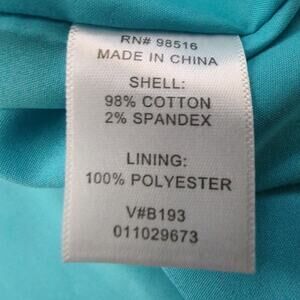 RN# 98516
MADE IN CHINA
SHELL:
98% COTTON
2% SPANDEX
LINING:
100% POLYESTER
V#B193
011029673